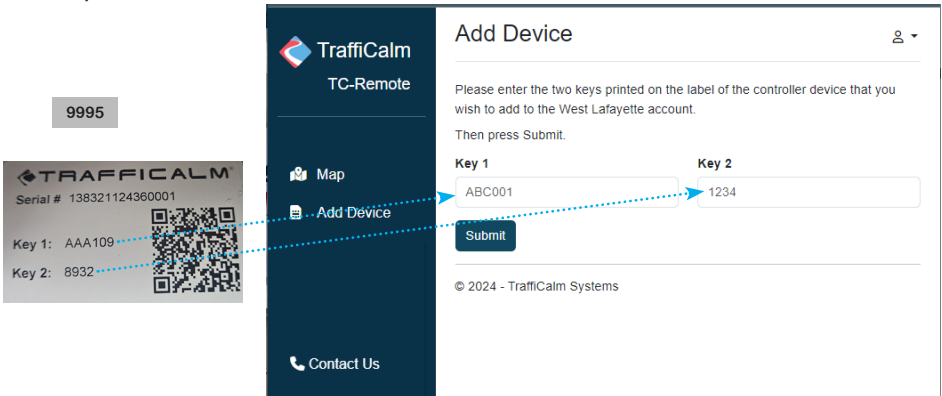 9995
TRAFFICALM
Serial # 138321124360001
Key 1: AAA109
Key 2: 8932
TraffiCalm
TC-Remote
Map
Add Device
Contact Us
Add Device
Please enter the two keys printed on the label of the controller device that you
wish to add to the West Lafayette account.
Then press Submit.
Key 1
Key 2
ABC001
1234
Submit
© 2024 - TraffiCalm Systems